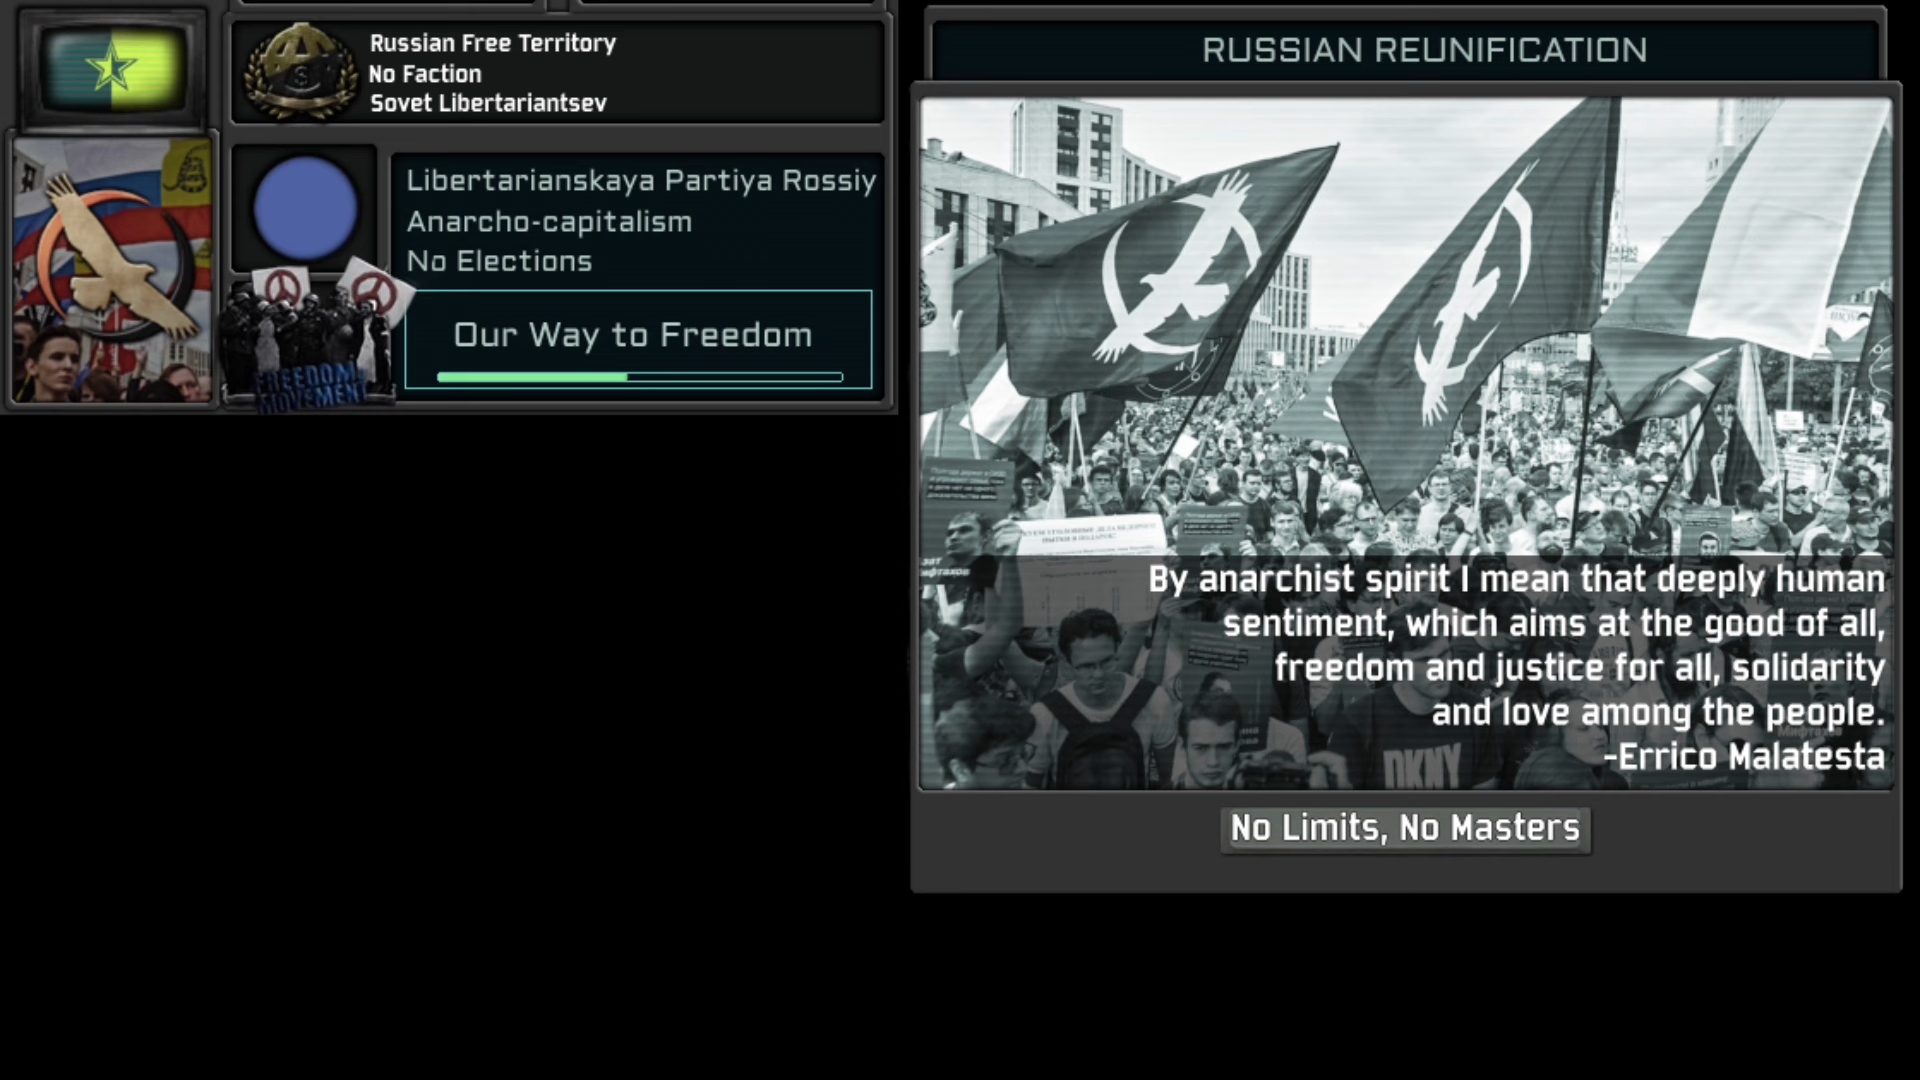 Russian Free Territory
No Faction
Sovet Libertariantsev
Libertarianskaya Partiya Rossiy
Anarcho-capitalism
No Elections
FREEDOM
MOVEMENT
Our Way to Freedom
RUSSIAN REUNIFICATION
By anarchist spirit I mean that deeply human
sentiment, which aims at the good of all,
freedom and justice for all, solidarity
and love among the people.
-Errico Malatesta
DKNY
No Limits, No Masters